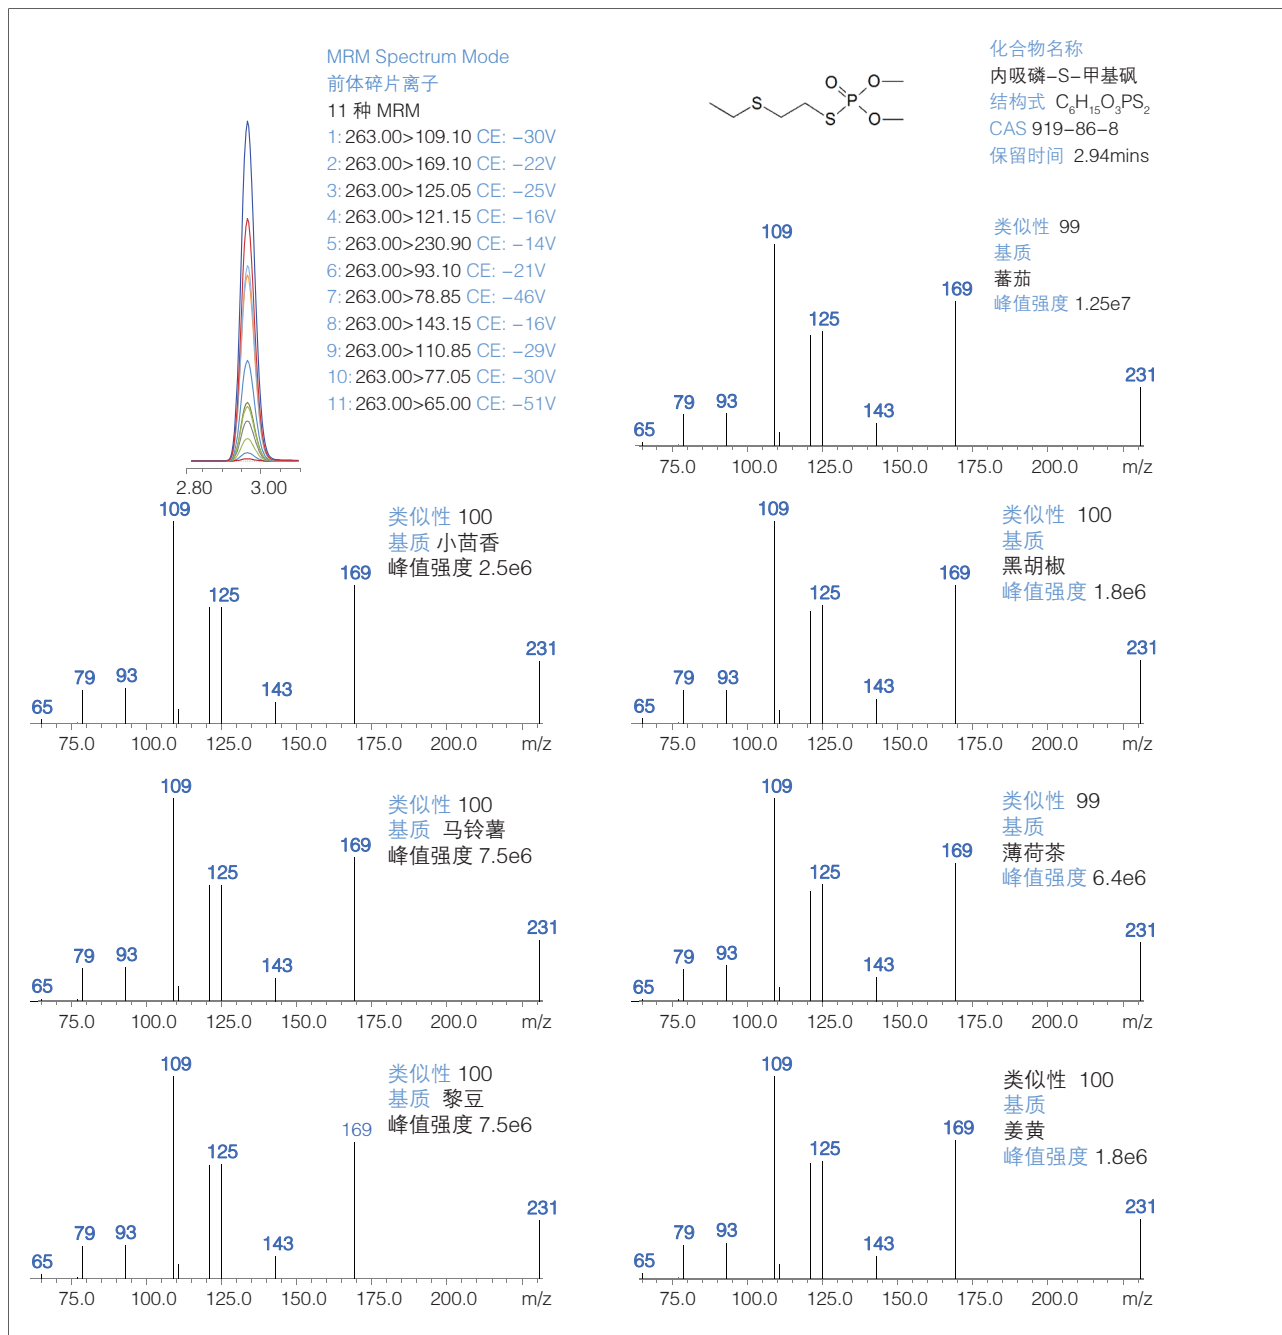 MRM Spectrum Mode
前体碎片离子
11 种 MRM
1: 263.00>109.10 CE: –30V
2: 263.00>169.10 CE: –22V
3: 263.00>125.05 CE: –25V
4: 263.00>121.15 CE: –16V
5: 263.00>230.90 CE: –14V
6: 263.00>93.10 CE: –21V
7: 263.00>78.85 CE: –46V
8: 263.00>143.15 CE: –16V
9: 263.00>110.85 CE: –29V
10: 263.00>77.05 CE: –30V
11: 263.00>65.00 CE: –51V
2.80 3.00
S S P O O O
化合物名称
内吸磷–S–甲基砜
结构式 C₆H₁₅O₃PS₂
CAS 919–86–8
保留时间 2.94mins
类似性 99
基质
蕃茄
峰值强度 1.25e7
65 79 93 109 125 143 169 231
75.0 100.0 125.0 150.0 175.0 200.0 m/z
类似性 100
基质 小茴香
峰值强度 2.5e6
65 79 93 109 125 143 169 231
75.0 100.0 125.0 150.0 175.0 200.0 m/z
类似性 100
基质
黑胡椒
峰值强度 1.8e6
65 79 93 109 125 143 169 231
75.0 100.0 125.0 150.0 175.0 200.0 m/z
类似性 100
基质 马铃薯
峰值强度 7.5e6
65 79 93 109 125 143 169 231
75.0 100.0 125.0 150.0 175.0 200.0 m/z
类似性 99
基质
薄荷茶
峰值强度 6.4e6
65 79 93 109 125 143 169 231
75.0 100.0 125.0 150.0 175.0 200.0 m/z
类似性 100
基质 黎豆
峰值强度 7.5e6
65 79 93 109 125 143 169 231
75.0 100.0 125.0 150.0 175.0 200.0 m/z
类似性 100
基质
姜黄
峰值强度 1.8e6
65 79 93 109 125 143 169 231
75.0 100.0 125.0 150.0 175.0 200.0 m/z